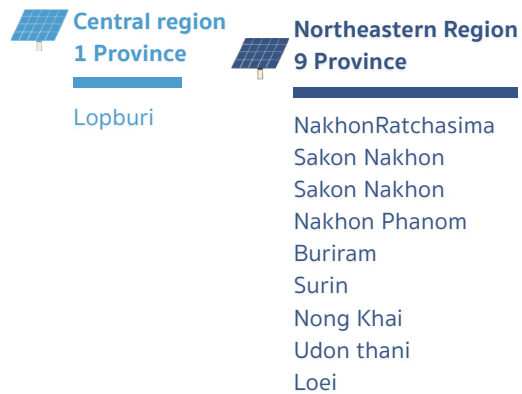 Central region
1 Province
Lopburi
Northeastern Region
9 Province
NakhonRatchasima
Sakon Nakhon
Sakon Nakhon
Nakhon Phanom
Buriram
Surin
Nong Khai
Udon thani
Loei